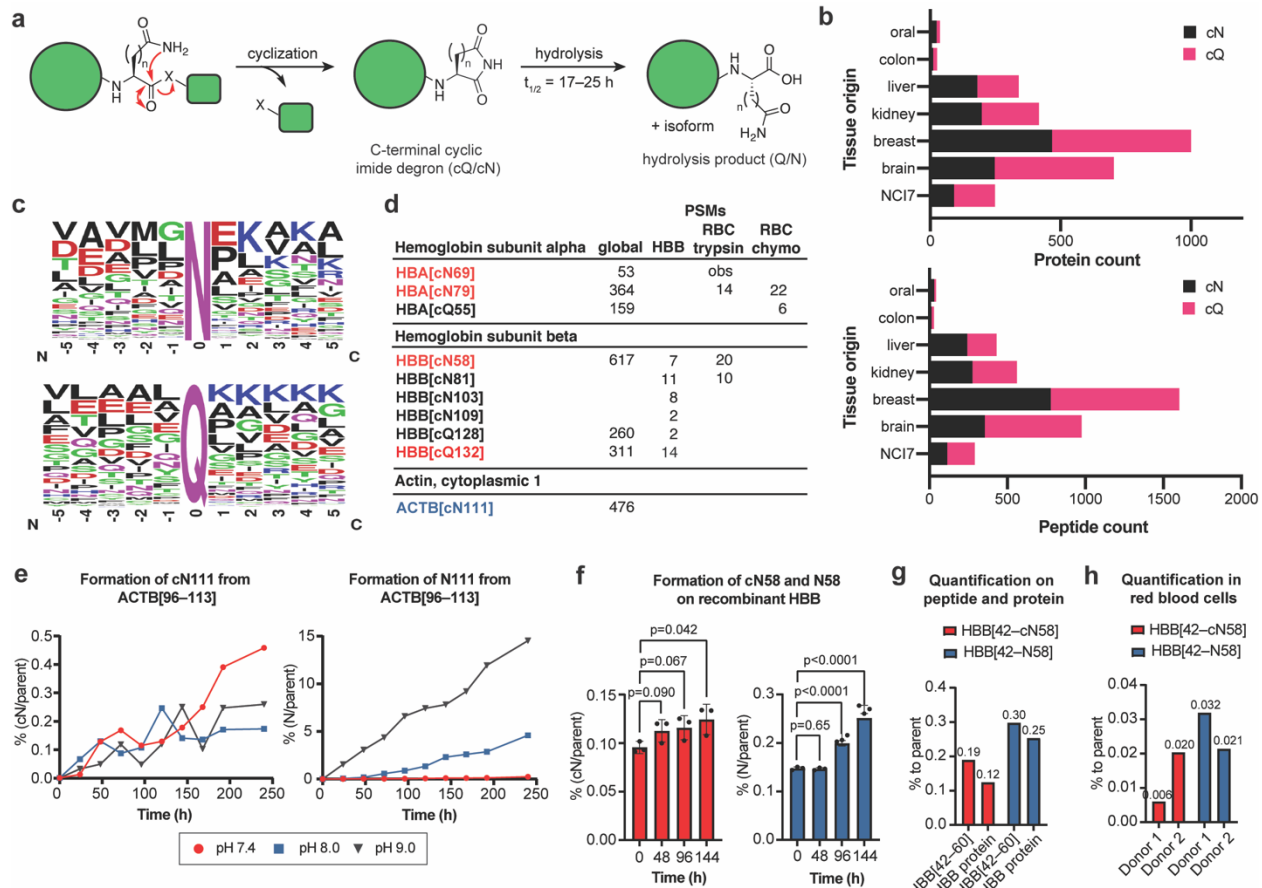 a
O
NH₂
( )n
N
H
O
X
cyclization
X
O
( )n
NH
N
H
O
C-terminal cyclic
imide degron (cQ/cN)
hydrolysis
t1/2 = 17–25 h
O
N
H
OH
n
O
H₂N
+ isoform
hydrolysis product (Q/N)
b
cN
cQ
Tissue origin
oral
colon
liver
kidney
breast
brain
NCI7
0 500 1000
Protein count
cN
cQ
Tissue origin
oral
colon
liver
kidney
breast
brain
NCI7
0 500 1000 1500 2000
Peptide count
c
V A V M G N E K A K A
N -5 -4 -3 -2 -1 0 1 2 3 4 5 C
V L A A L Q K K K K K
N -5 -4 -3 -2 -1 0 1 2 3 4 5 C
d
PSMs
RBC RBC
Hemoglobin subunit alpha global HBB trypsin chymo
HBA[cN69] 53 obs
HBA[cN79] 364 14 22
HBA[cQ55] 159 6
Hemoglobin subunit beta
HBB[cN58] 617 7 20
HBB[cN81] 11 10
HBB[cN103] 8
HBB[cN109] 2
HBB[cQ128] 260 2
HBB[cQ132] 311 14
Actin, cytoplasmic 1
ACTB[cN111] 476
e
Formation of cN111 from
ACTB[96–113]
% (cN/parent)
0.5
0.4
0.3
0.2
0.1
0.0
0 50 100 150 200 250
Time (h)
Formation of N111 from
ACTB[96–113]
% (N/parent)
15
10
5
0
0 50 100 150 200 250
Time (h)
pH 7.4 pH 8.0 pH 9.0
f
Formation of cN58 and N58
on recombinant HBB
p=0.042
p=0.067
p=0.090
% (cN/parent)
0.15
0.10
0.05
0.00
0 48 96 144
Time (h)
p<0.0001
p<0.0001
p=0.65
% (N/parent)
0.3
0.2
0.1
0.0
0 48 96 144
Time (h)
g
Quantification on
peptide and protein
HBB[42–cN58]
HBB[42–N58]
% to parent
0.4
0.3
0.2
0.1
0.0
0.19
0.12
0.30
0.25
HBB[42–60]
HBB protein
HBB[42–60]
HBB protein
h
Quantification in
red blood cells
HBB[42–cN58]
HBB[42–N58]
% to parent
0.04
0.03
0.02
0.01
0.00
0.006
0.020
0.032
0.021
Donor 1
Donor 2
Donor 1
Donor 2